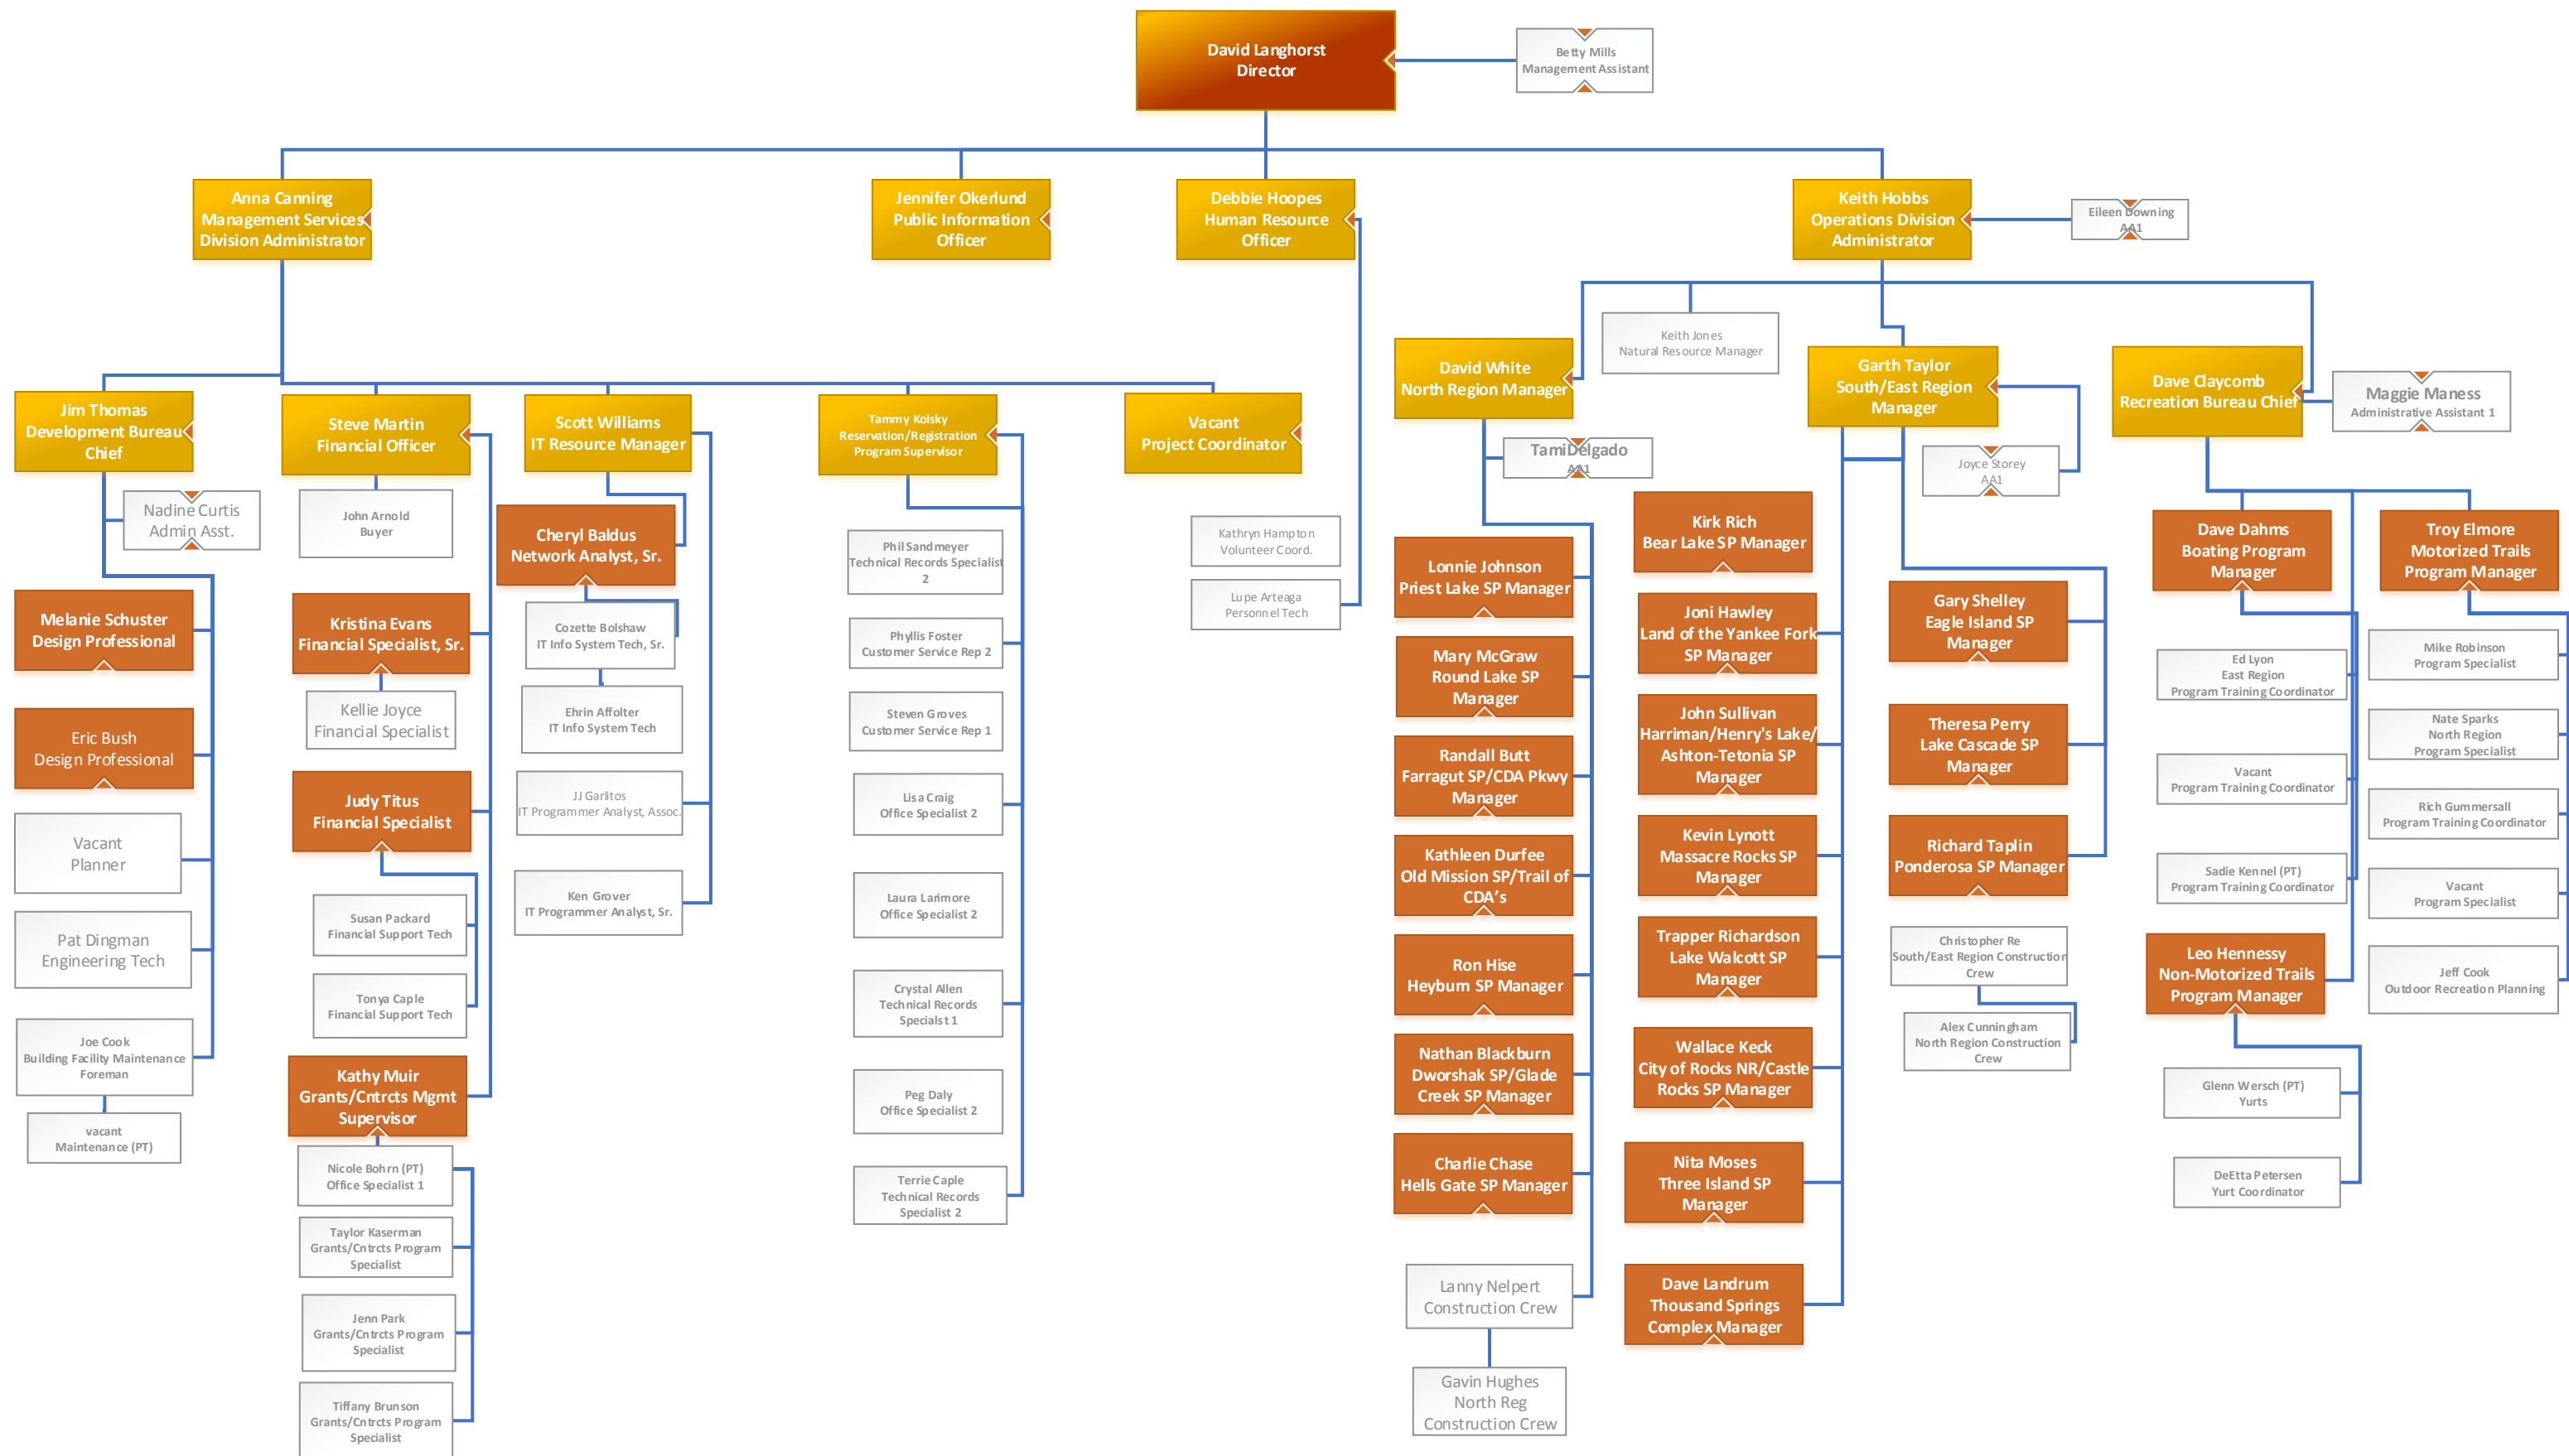 David Langhorst
Director
Betty Mills
Management Assistant
Anna Canning
Management Services
Division Administrator
Jennifer Okerlund
Public Information
Officer
Debbie Hoopes
Human Resource
Officer
Keith Hobbs
Operations Division
Administrator
Eileen Downing
AA1
Jim Thomas
Development Bureau
Chief
Nadine Curtis
Admin Asst.
Melanie Schuster
Design Professional
Eric Bush
Design Professional
Vacant
Planner
Pat Dingman
Engineering Tech
Joe Cook
Building Facility Maintenance
Foreman
vacant
Maintenance (PT)
Steve Martin
Financial Officer
John Arnold
Buyer
Kristina Evans
Financial Specialist, Sr.
Kellie Joyce
Financial Specialist
Judy Titus
Financial Specialist
Susan Packard
Financial Support Tech
Tonya Caple
Financial Support Tech
Kathy Muir
Grants/Cntrcts Mgmt
Supervisor
Nicole Bohrn (PT)
Office Specialist 1
Taylor Kaserman
Grants/Cntrcts Program
Specialist
Jenn Park
Grants/Cntrcts Program
Specialist
Tiffany Brunson
Grants/Cntrcts Program
Specialist
Scott Williams
IT Resource Manager
Cheryl Baldus
Network Analyst, Sr.
Cozette Bolshaw
IT Info System Tech, Sr.
Ehrin Affolter
IT Info System Tech
JJ Garlitos
IT Programmer Analyst, Assoc.
Ken Grover
IT Programmer Analyst, Sr.
Tammy Kolsky
Reservation/Registration
Program Supervisor
Phil Sandmeyer
Technical Records Specialist
2
Phyllis Foster
Customer Service Rep 2
Steven Groves
Customer Service Rep 1
Lisa Craig
Office Specialist 2
Laura Larimore
Office Specialist 2
Crystal Allen
Technical Records
Specialst 1
Peg Daly
Office Specialist 2
Terrie Caple
Technical Records
Specialist 2
Vacant
Project Coordinator
Kathryn Hampton
Volunteer Coord.
Lupe Arteaga
Personnel Tech
David White
North Region Manager
TamiDelgado
AA1
Lonnie Johnson
Priest Lake SP Manager
Mary McGraw
Round Lake SP
Manager
Randall Butt
Farragut SP/CDA Pkwy
Manager
Kathleen Durfee
Old Mission SP/Trail of
CDA's
Ron Hise
Heyburn SP Manager
Nathan Blackburn
Dworshak SP/Glade
Creek SP Manager
Charlie Chase
Hells Gate SP Manager
Lanny Nelpert
Construction Crew
Gavin Hughes
North Reg
Construction Crew
Keith Jones
Natural Resource Manager
Garth Taylor
South/East Region
Manager
Joyce Storey
AA1
Kirk Rich
Bear Lake SP Manager
Joni Hawley
Land of the Yankee Fork
SP Manager
John Sullivan
Harriman/Henry's Lake/
Ashton-Tetonia SP
Manager
Kevin Lynott
Massacre Rocks SP
Manager
Trapper Richardson
Lake Walcott SP
Manager
Wallace Keck
City of Rocks NR/Castle
Rocks SP Manager
Nita Moses
Three Island SP
Manager
Dave Landrum
Thousand Springs
Complex Manager
Gary Shelley
Eagle Island SP
Manager
Theresa Perry
Lake Cascade SP
Manager
Richard Taplin
Ponderosa SP Manager
Christopher Re
South/East Region Construction
Crew
Alex Cunningham
North Region Construction
Crew
Dave Claycomb
Recreation Bureau Chief
Maggie Maness
Administrative Assistant 1
Dave Dahms
Boating Program
Manager
Ed Lyon
East Region
Program Training Coordinator
Vacant
Program Training Coordinator
Sadie Kennel (PT)
Program Training Coordinator
Leo Hennessy
Non-Motorized Trails
Program Manager
Glenn Wersch (PT)
Yurts
DeEtta Petersen
Yurt Coordinator
Troy Elmore
Motorized Trails
Program Manager
Mike Robinson
Program Specialist
Nate Sparks
North Region
Program Specialist
Rich Gummersall
Program Training Coordinator
Vacant
Program Specialist
Jeff Cook
Outdoor Recreation Planning